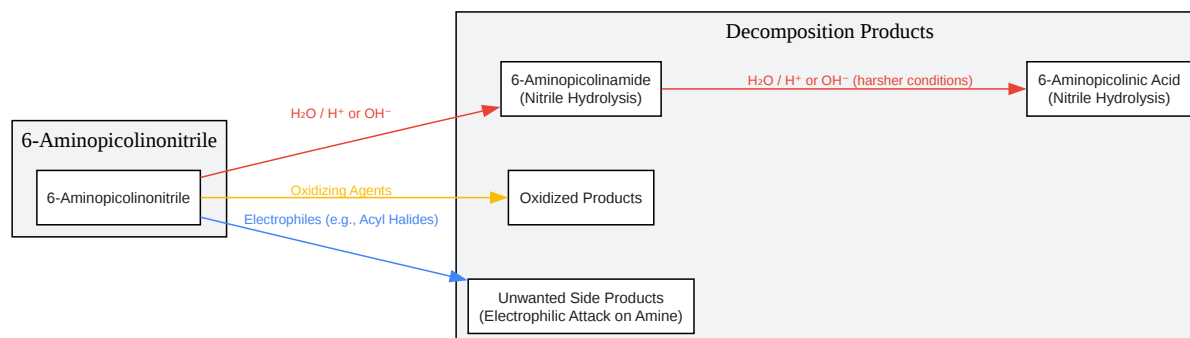 Decomposition Products
6-Aminopicolinamide
(Nitrile Hydrolysis)
H₂O / H⁺ or OH⁻ (harsher conditions)
6-Aminopicolinic Acid
(Nitrile Hydrolysis)
H₂O / H⁺ or OH⁻
6-Aminopicolinonitrile
6-Aminopicolinonitrile
Oxidizing Agents
Oxidized Products
Electrophiles (e.g., Acyl Halides)
Unwanted Side Products
(Electrophilic Attack on Amine)